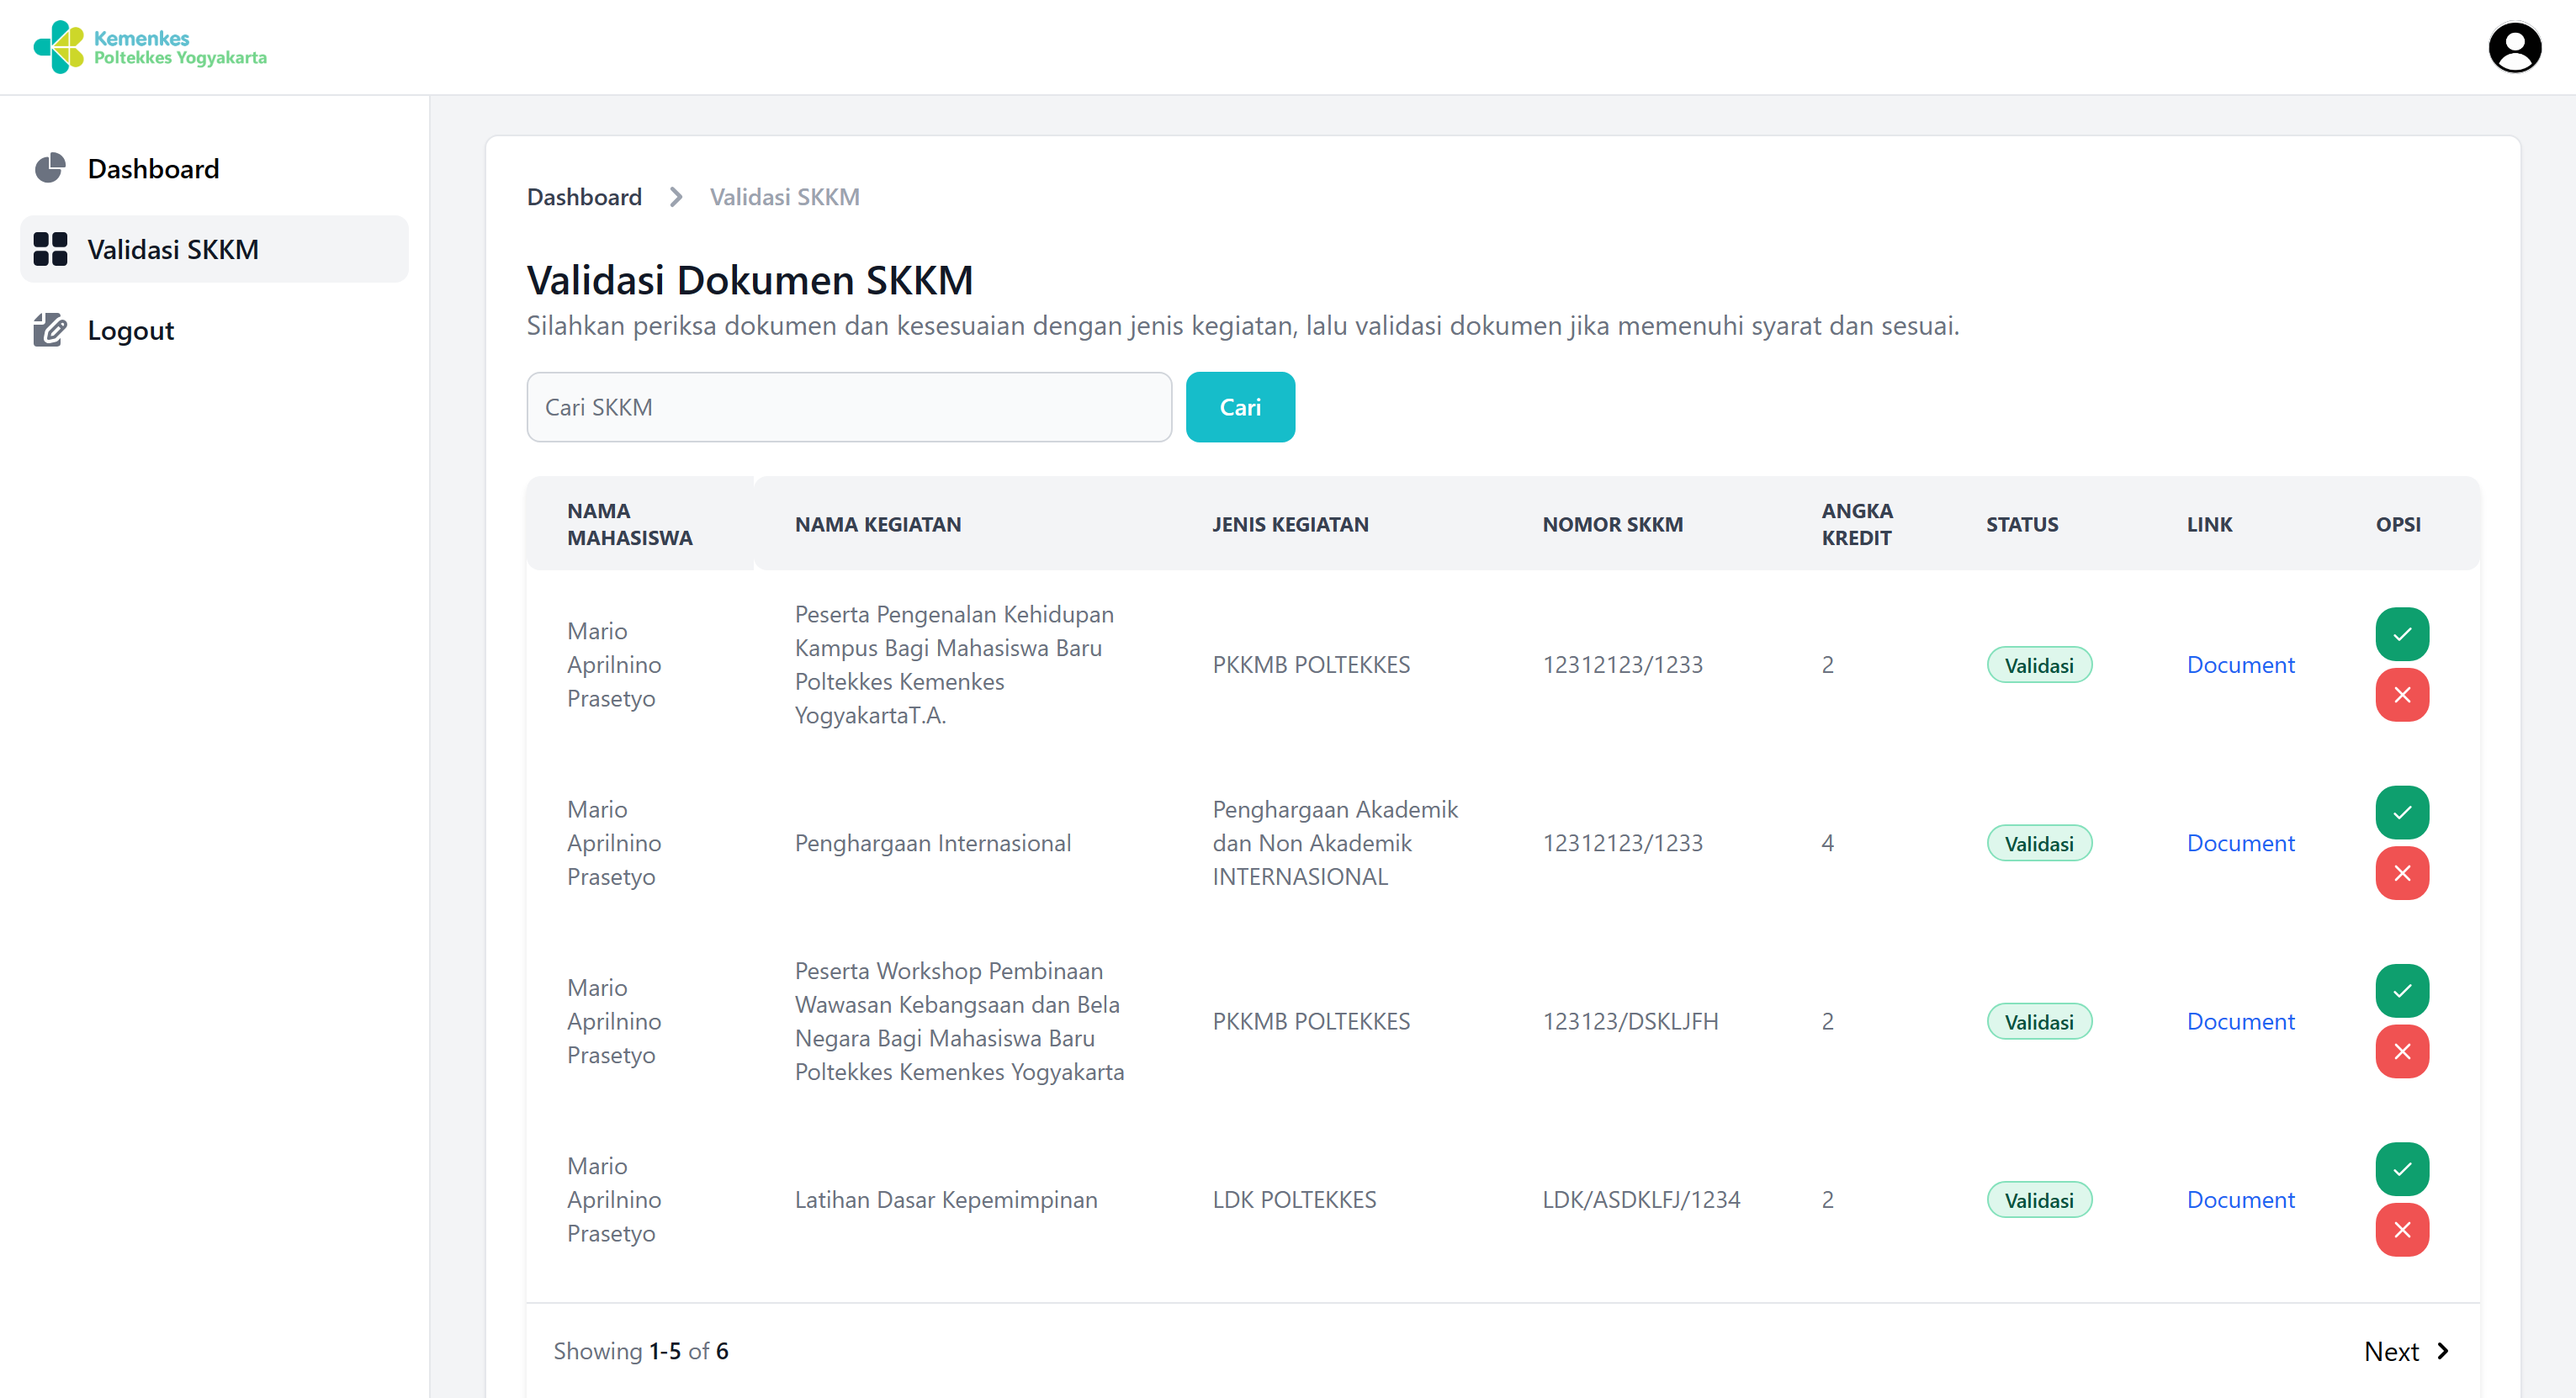 Kemenkes
Poltekkes Yogyakarta
Dashboard
Validasi SKKM
Logout
Dashboard
Validasi SKKM
Validasi Dokumen SKKM
Silahkan periksa dokumen dan kesesuaian dengan jenis kegiatan, lalu validasi dokumen jika memenuhi syarat dan sesuai.
Cari SKKM
Cari
NAMA
MAHASISWA
NAMA KEGIATAN
JENIS KEGIATAN
NOMOR SKKM
ANGKA
KREDIT
STATUS
LINK
OPSI
Mario
Aprilnino
Prasetyo
Peserta Pengenalan Kehidupan
Kampus Bagi Mahasiswa Baru
Poltekkes Kemenkes
YogyakartaT.A.
PKKMB POLTEKKES
12312123/1233
2
Validasi
Document
Mario
Aprilnino
Prasetyo
Penghargaan Internasional
Penghargaan Akademik
dan Non Akademik
INTERNASIONAL
12312123/1233
4
Validasi
Document
Mario
Aprilnino
Prasetyo
Peserta Workshop Pembinaan
Wawasan Kebangsaan dan Bela
Negara Bagi Mahasiswa Baru
Poltekkes Kemenkes Yogyakarta
PKKMB POLTEKKES
123123/DSKLJFH
2
Validasi
Document
Mario
Aprilnino
Prasetyo
Latihan Dasar Kepemimpinan
LDK POLTEKKES
LDK/ASDKLFJ/1234
2
Validasi
Document
Showing 1-5 of 6
Next